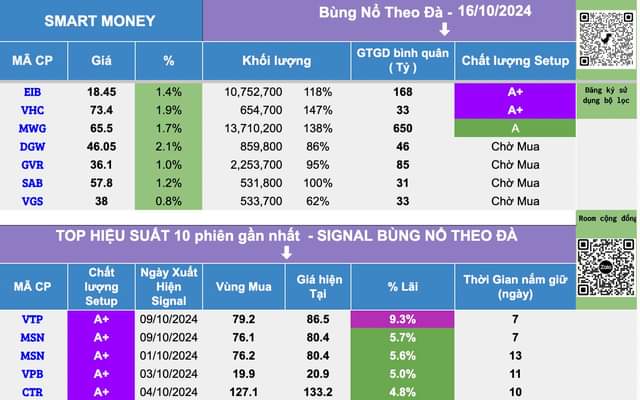 SMART MONEY
Bùng Nổ Theo Đà - 16/10/2024
MÃ CP Giá % Khối lượng GTGD bình quân ( Tỷ ) Chất lượng Setup
EIB 18.45 1.4% 10,752,700 118% 168 A+
VHC 73.4 1.9% 654,700 147% 33 A+
MWG 65.5 1.7% 13,710,200 138% 650 A
DGW 46.05 2.1% 859,800 86% 46 Chờ Mua
GVR 36.1 1.0% 2,253,700 95% 85 Chờ Mua
SAB 57.8 1.2% 531,800 100% 31 Chờ Mua
VGS 38 0.8% 533,700 62% 33 Chờ Mua
Đăng ký sử
dụng bộ lọc
Room cộng đồng
TOP HIỆU SUẤT 10 phiên gần nhất - SIGNAL BÙNG NỔ THEO ĐÀ
MÃ CP Chất lượng Setup Ngày Xuất Hiện Signal Vùng Mua Giá hiện Tại % Lãi Thời Gian nắm giữ (ngày)
VTP A+ 09/10/2024 79.2 86.5 9.3% 7
MSN A+ 09/10/2024 76.1 80.4 5.7% 7
MSN A+ 01/10/2024 76.2 80.4 5.6% 13
VPB A+ 03/10/2024 19.9 20.9 5.0% 11
CTR A+ 04/10/2024 127.1 133.2 4.8% 10